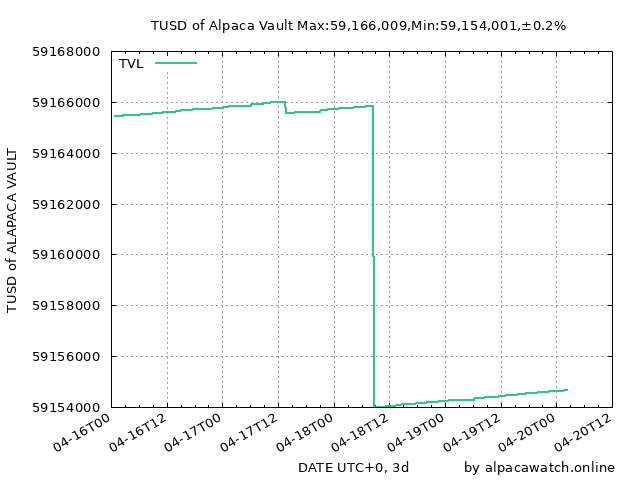 TUSD of Alpaca Vault Max:59,166,009,Min:59,154,001,±0.2%
TVL
59168000
59166000
59164000
59162000
59160000
59158000
59156000
59154000
TUSD of ALAPACA VAULT
04-16T00
04-16T12
04-17T00
04-17T12
04-18T00
04-18T12
04-19T00
04-19T12
04-20T00
04-20T12
DATE UTC+0, 3d
by alpacawatch.online